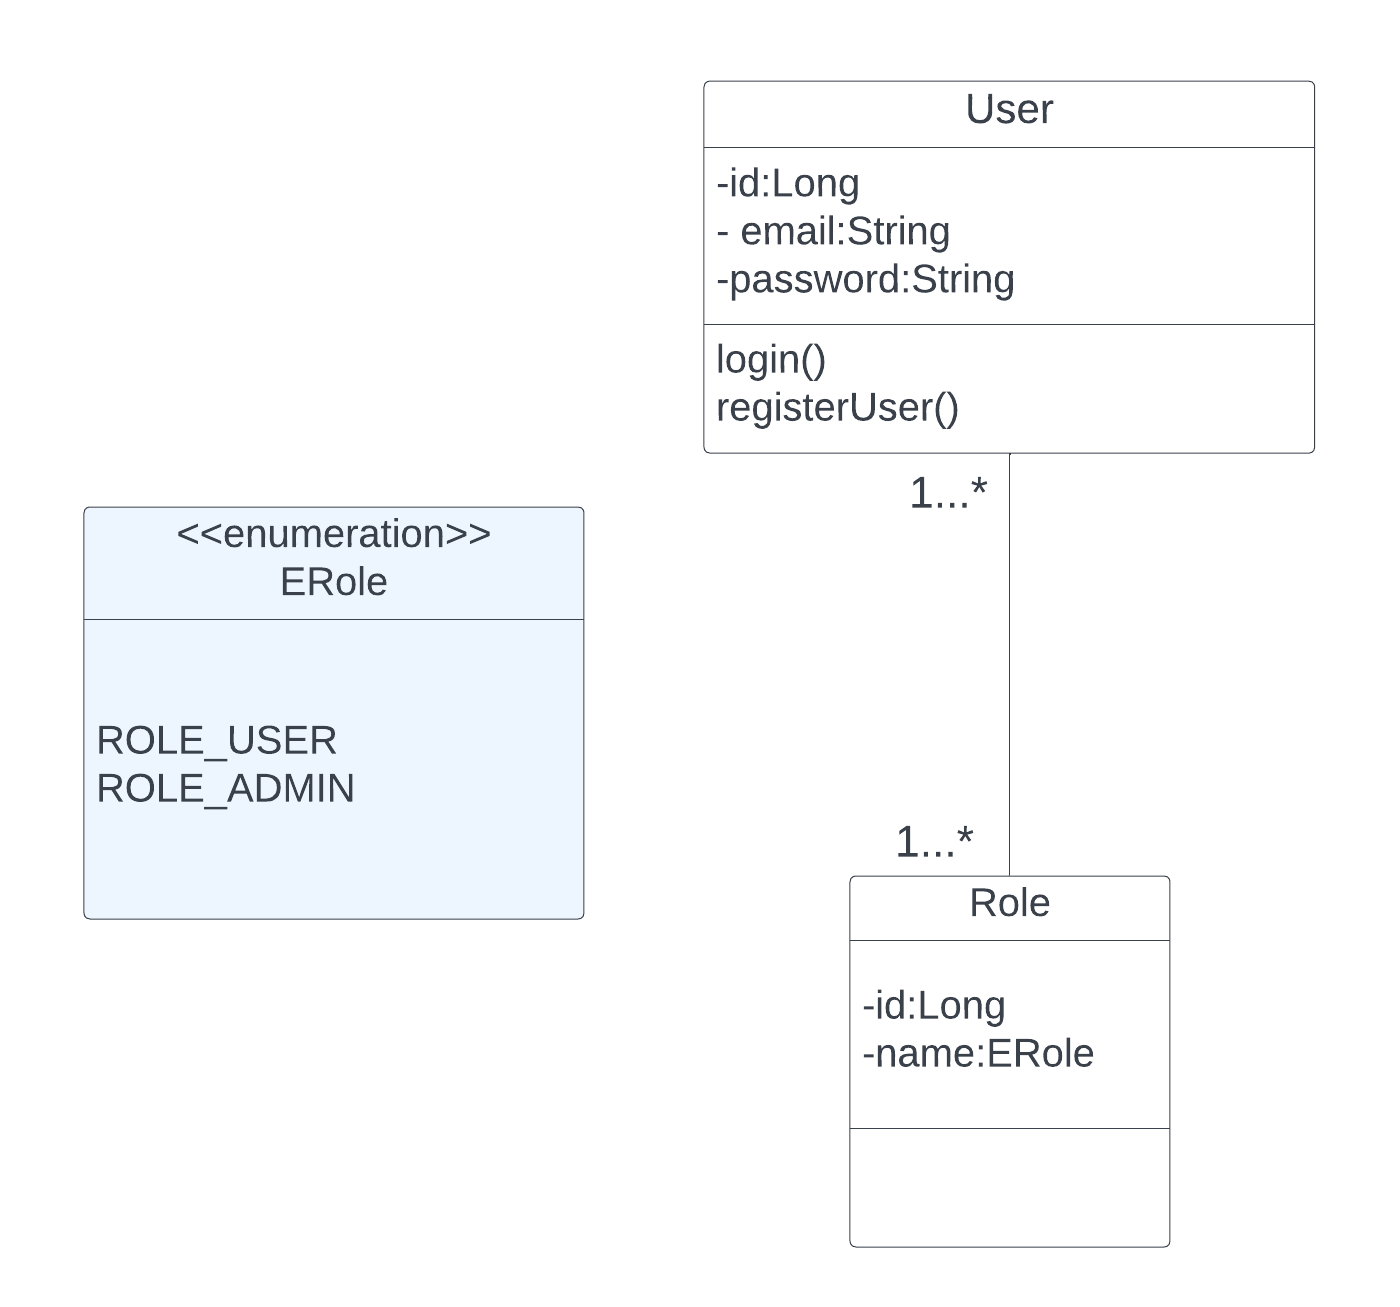 User
-id:Long
- email:String
-password:String
login()
registerUser()
1...*
<<enumeration>>
ERole
ROLE_USER
ROLE_ADMIN
1...*
Role
-id:Long
-name:ERole